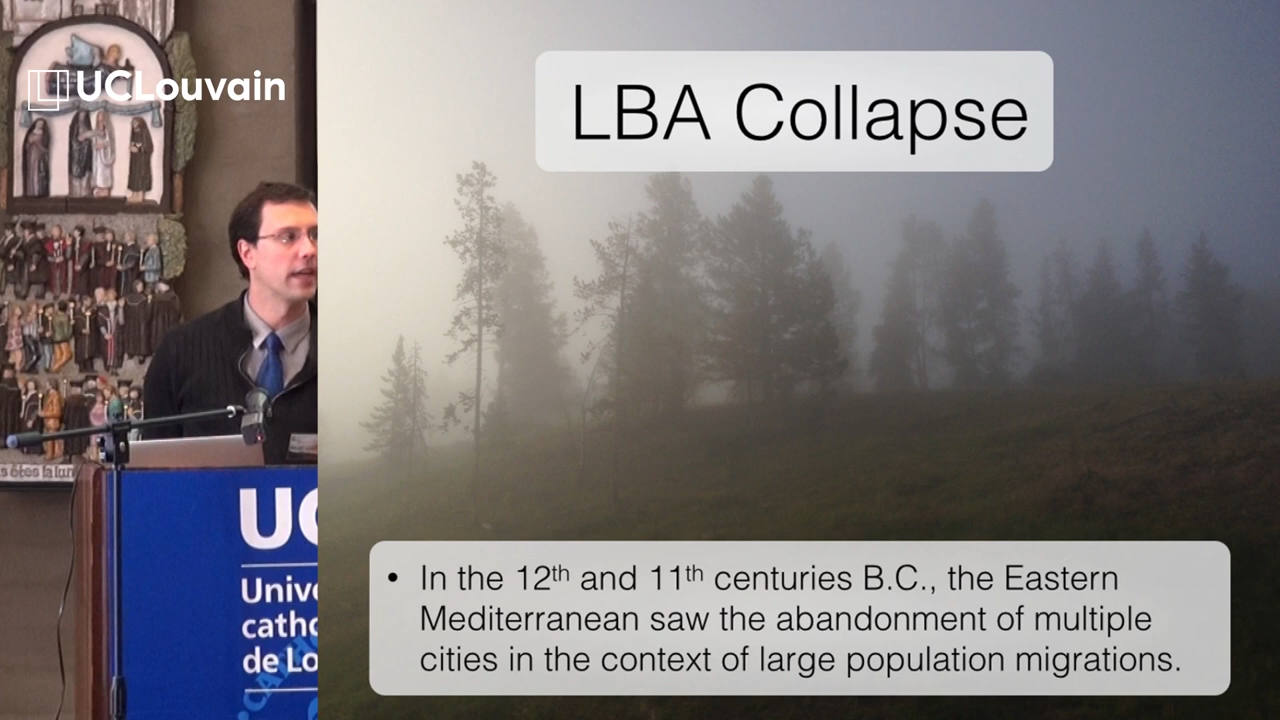 UCLouvain
LBA Collapse
UC
Unive
catho
de Lo
• In the 12th and 11th centuries B.C., the Eastern
Mediterranean saw the abandonment of multiple
cities in the context of large population migrations.